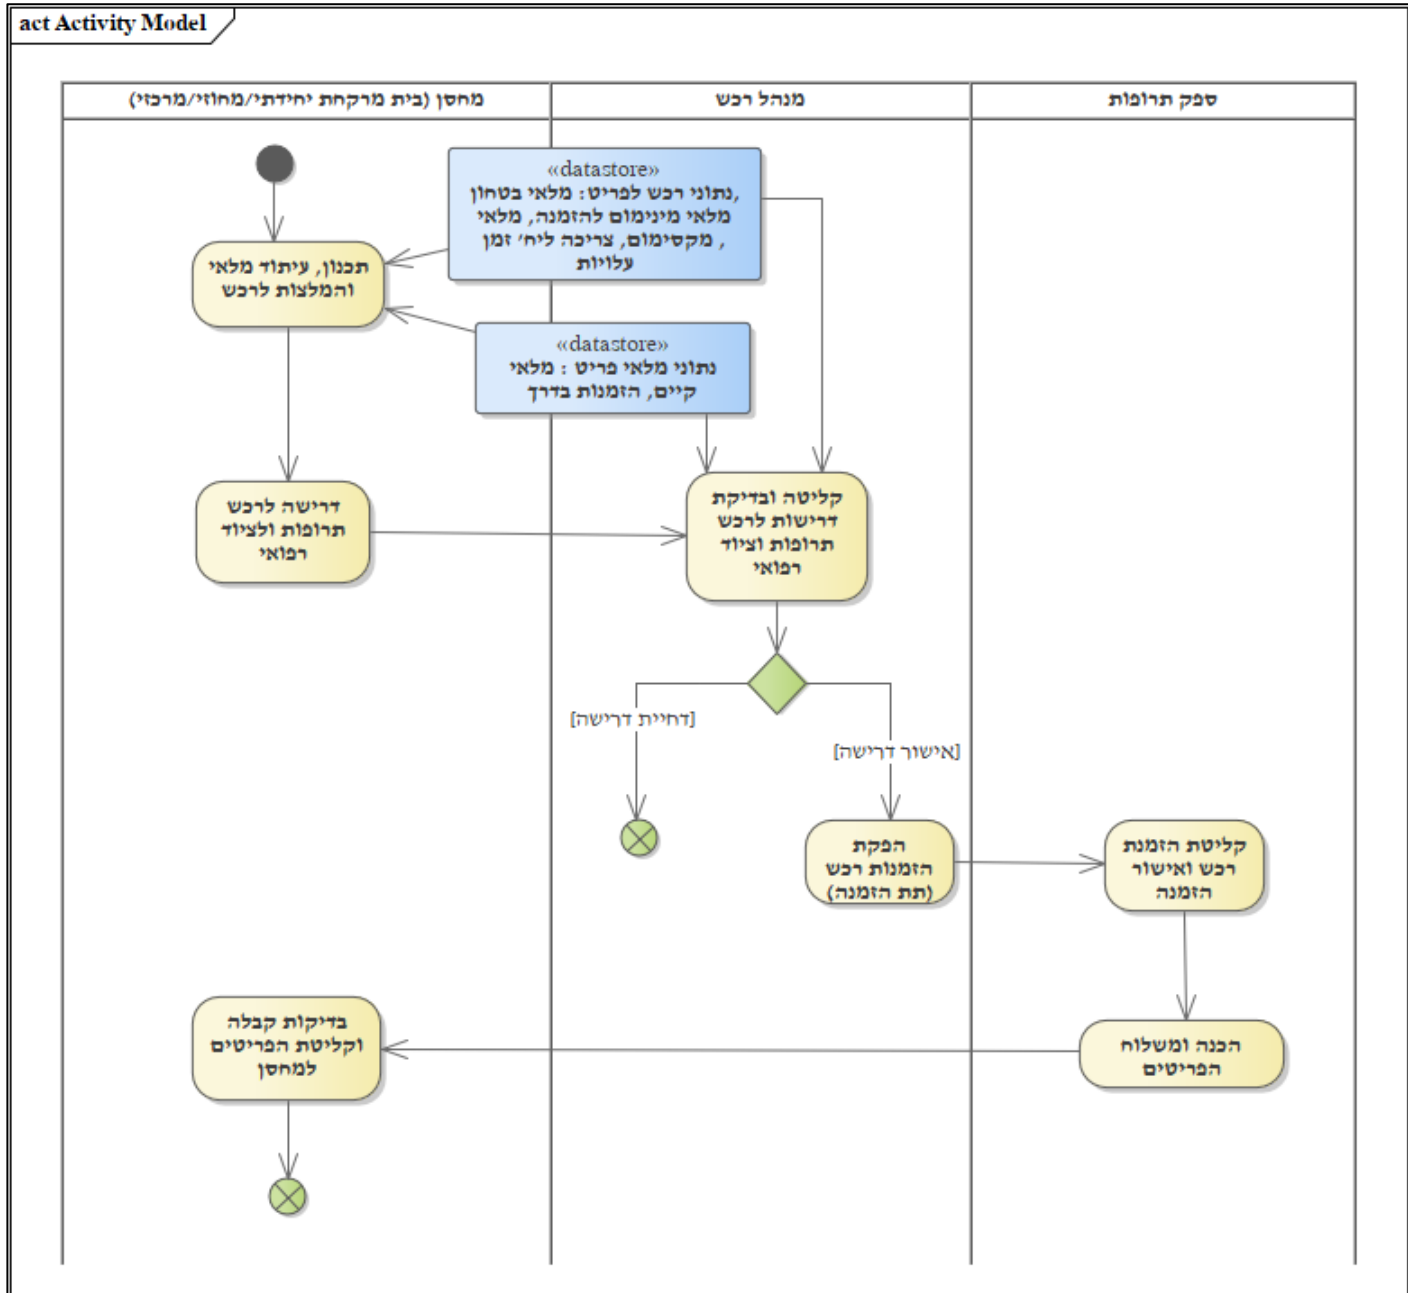 act Activity Model
מחסן (בית מרקחת יחידתי/מחוזי/מרכזי)
מנהל רכש
ספק תרופות
«datastore»
נתוני רכש לפריט: מלאי בטחון,
מלאי מינימום להזמנה, מלאי
מקסימום, צריכה ליח' זמן ,
עלויות
תכנון, עיתוד מלאי
והמלצות לרכש
«datastore»
נתוני מלאי פריט : מלאי
קיים, הזמנות בדרך
דרישה לרכש
תרופות ולציוד
רפואי
קליטה ובדיקת
דרישות לרכש
תרופות וציוד
רפואי
[דחיית דרישה]
[אישור דרישה]
הפקת
הזמנות רכש
(תת הזמנה)
קליטת הזמנת
רכש ואישור
הזמנה
הכנה ומשלוח
הפריטים
בדיקות קבלה
וקליטת הפריטים
למחסן